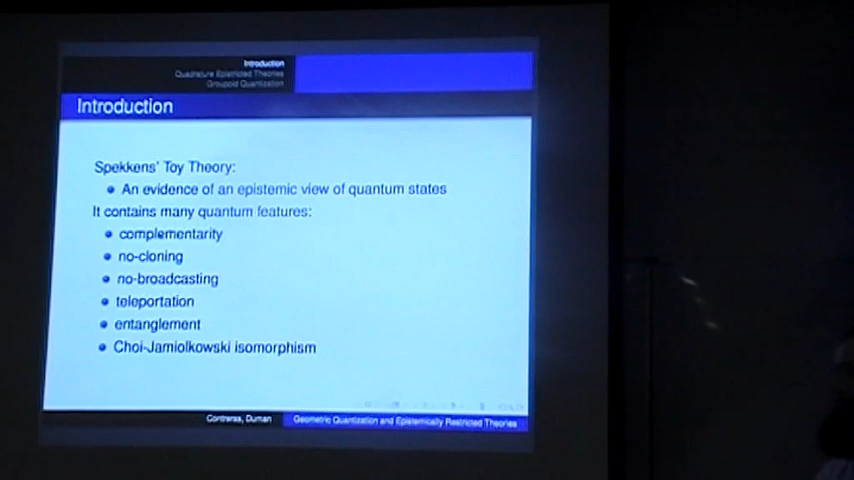 Introduction
Quadrature Epistricted Theories
Groupoid Quantization
Introduction
Spekkens' Toy Theory:
An evidence of an epistemic view of quantum states
It contains many quantum features:
complementarity
no-cloning
no-broadcasting
teleportation
entanglement
Choi-Jamiolkowski isomorphism
Contreras, Duman
Geometric Quantization and Epistemically Restricted Theories